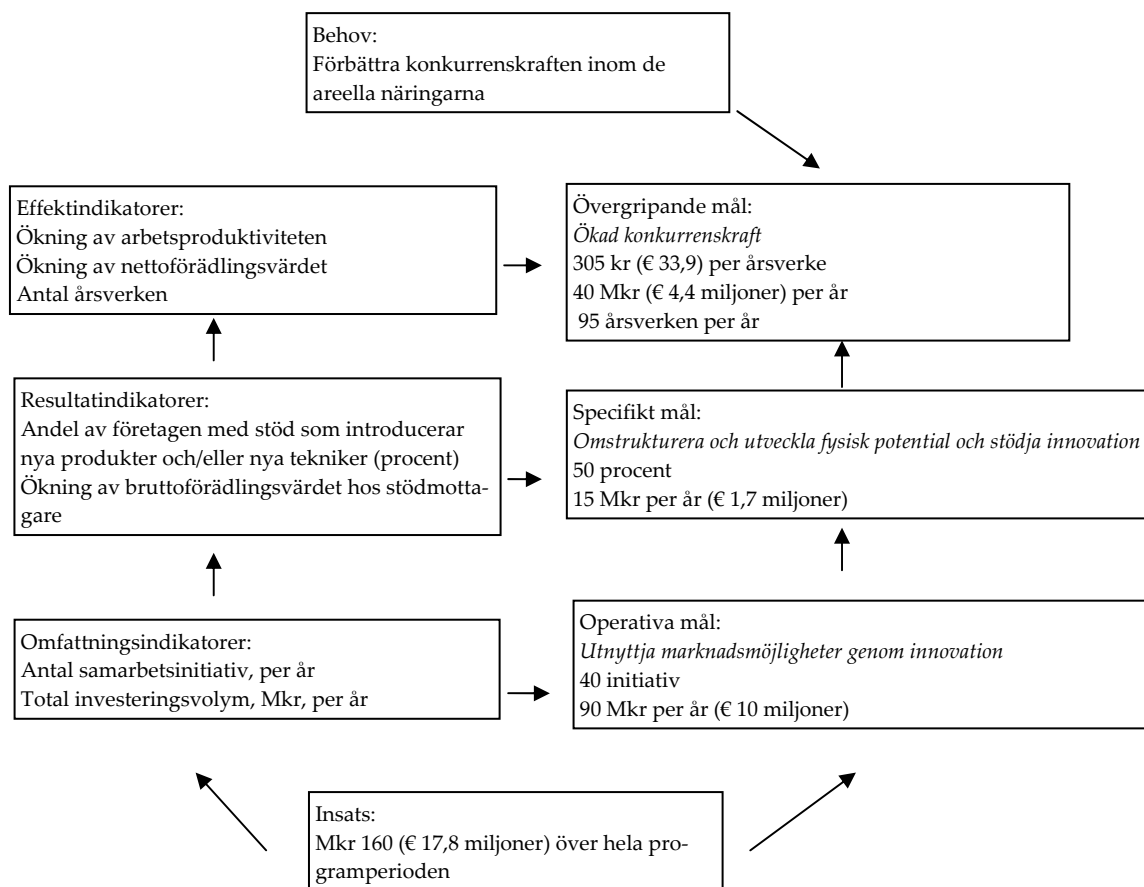 Behov:
Förbättra konkurrenskraften inom de
areella näringarna
Effektindikatorer:
Ökning av arbetsproduktiviteten
Ökning av nettoförädlingsvärdet
Antal årsverken
Övergripande mål:
Ökad konkurrenskraft
305 kr (€ 33,9) per årsverke
40 Mkr (€ 4,4 miljoner) per år
95 årsverken per år
Resultatindikatorer:
Andel av företagen med stöd som introducerar
nya produkter och/eller nya tekniker (procent)
Ökning av bruttoförädlingsvärdet hos stödmotta-
gare
Specifikt mål:
Omstrukturera och utveckla fysisk potential och stödja innovation
50 procent
15 Mkr per år (€ 1,7 miljoner)
Omfattningsindikatorer:
Antal samarbetsinitiativ, per år
Total investeringsvolym, Mkr, per år
Operativa mål:
Utnyttja marknadsmöjligheter genom innovation
40 initiativ
90 Mkr per år (€ 10 miljoner)
Insats:
Mkr 160 (€ 17,8 miljoner) över hela pro-
gramperioden